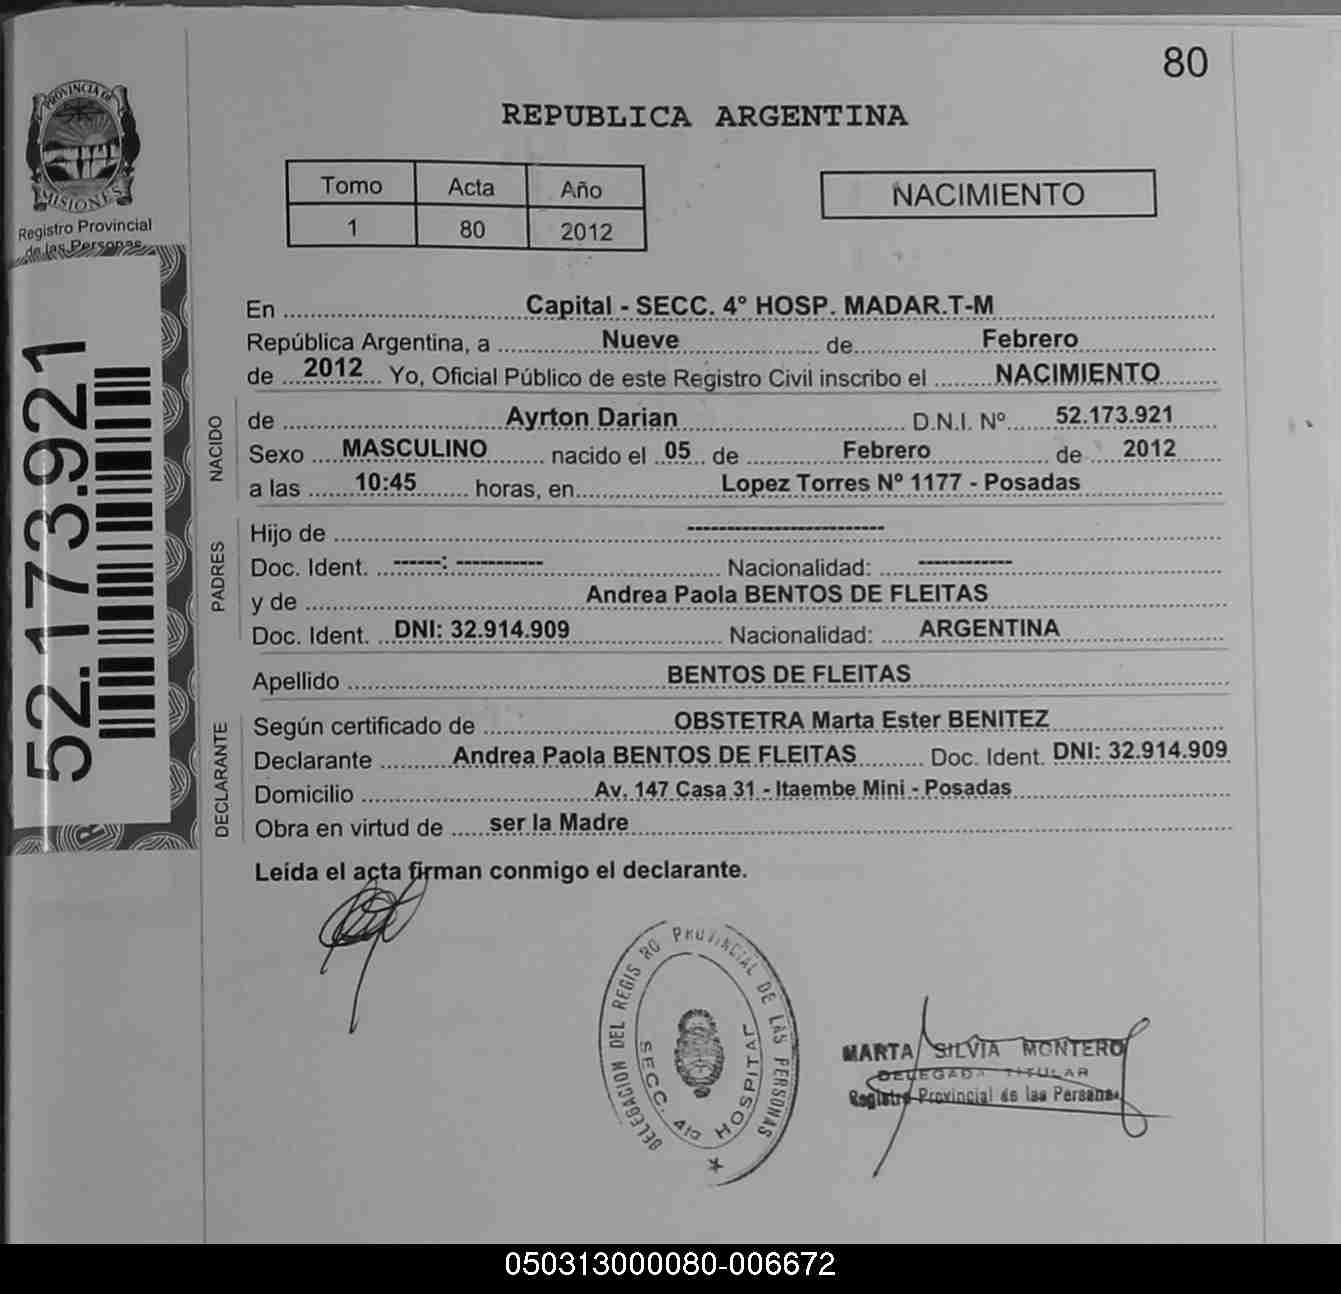 80
PROVINCIA DE
MISIONES
Registro Provincial
de las Personas
52.173.921
REPUBLICA ARGENTINA
Tomo Acta Año
1 80 2012
NACIMIENTO
En Capital - SECC. 4° HOSP. MADAR.T-M
República Argentina, a Nueve de Febrero
de 2012 Yo, Oficial Público de este Registro Civil inscribo el NACIMIENTO
NACIDO
de Ayrton Darian D.N.I. Nº 52.173.921
Sexo MASCULINO nacido el 05 de Febrero de 2012
a las 10:45 horas, en Lopez Torres Nº 1177 - Posadas
PADRES
Hijo de -------------------------
Doc. Ident. ------: ----------- Nacionalidad: ------------
y de Andrea Paola BENTOS DE FLEITAS
Doc. Ident. DNI: 32.914.909 Nacionalidad: ARGENTINA
Apellido BENTOS DE FLEITAS
DECLARANTE
Según certificado de OBSTETRA Marta Ester BENITEZ
Declarante Andrea Paola BENTOS DE FLEITAS Doc. Ident. DNI: 32.914.909
Domicilio Av. 147 Casa 31 - Itaembe Mini - Posadas
Obra en virtud de ser la Madre
Leída el acta firman conmigo el declarante.
DELEGACION DEL REGIS RO PROVINCIAL DE LAS PERSONAS
SECC. 4ta HOSPITAL
MARTA SILVIA MONTERO
DELEGADA TITULAR
Registro Provincial de las Personas
050313000080-006672